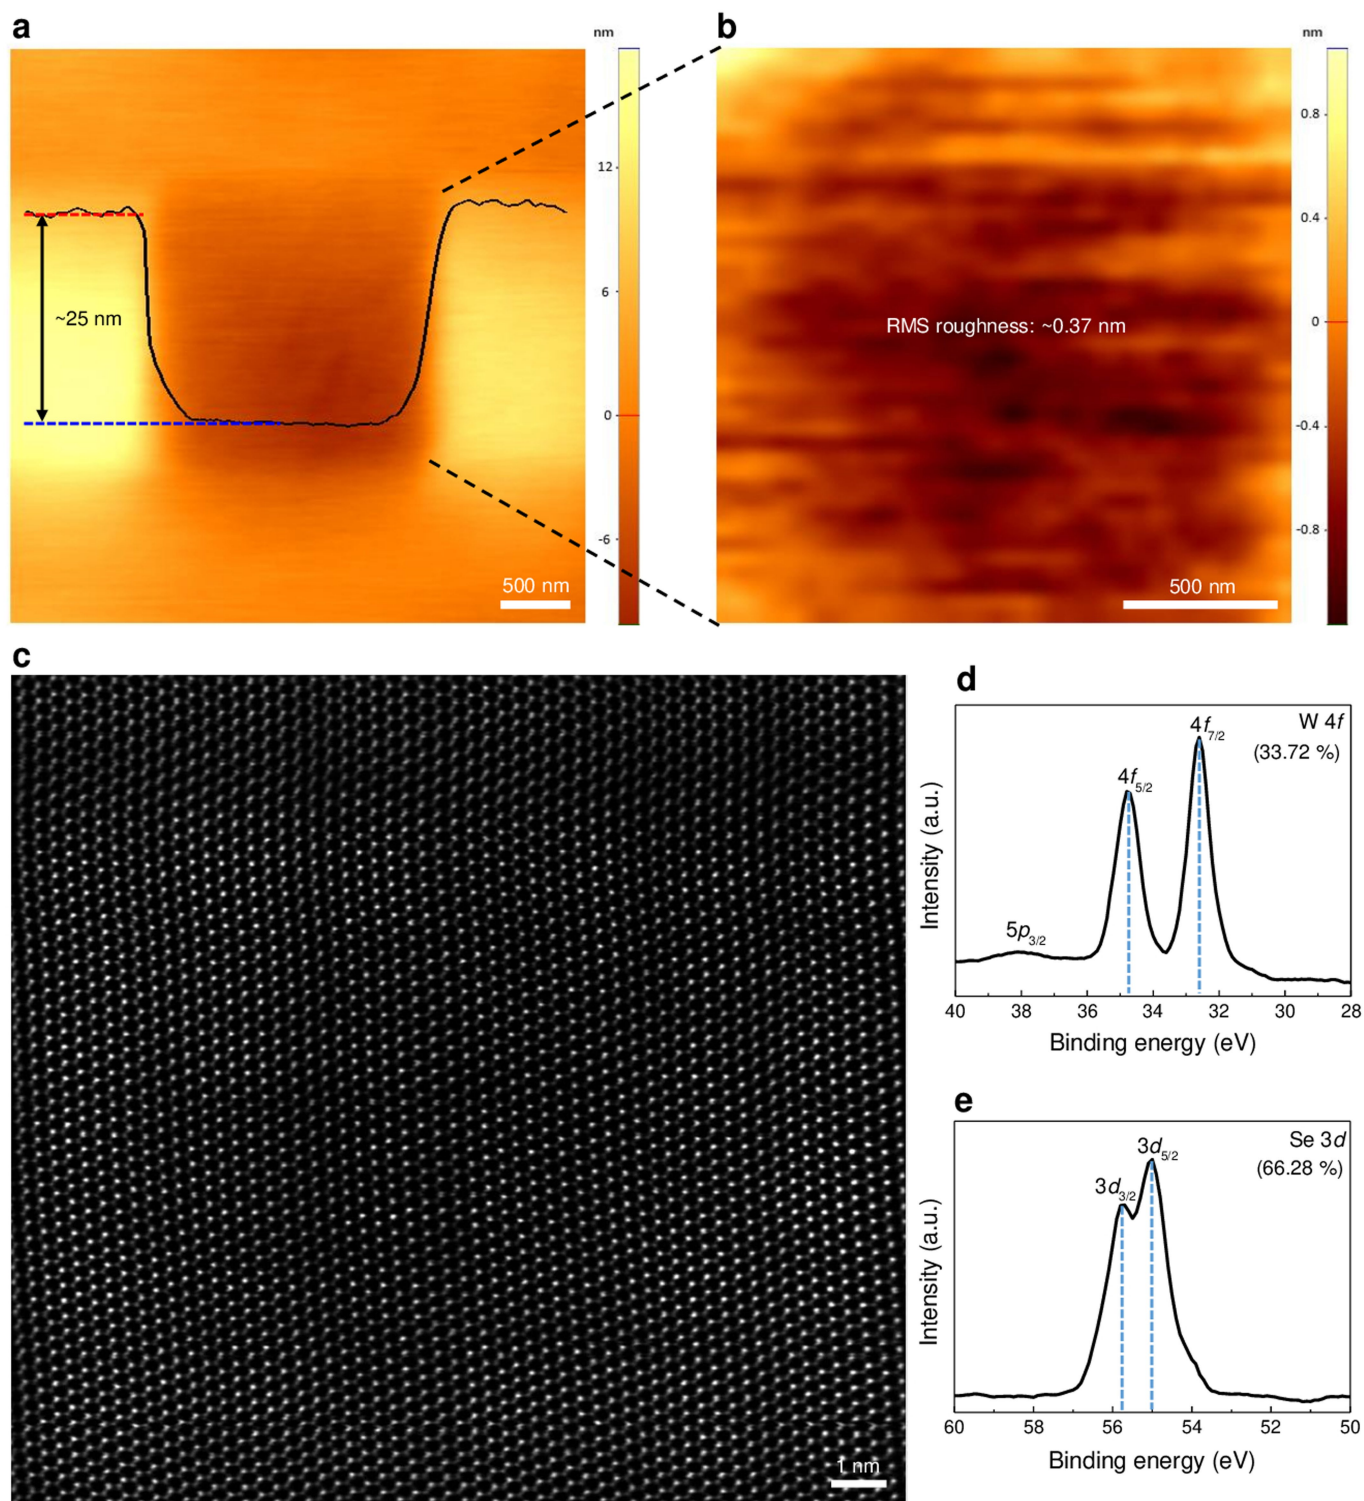 a
nm
12
6
0
-6
~25 nm
500 nm
b
nm
0.8
0.4
0
-0.4
-0.8
RMS roughness: ~0.37 nm
500 nm
c
1 nm
d
W 4f
(33.72 %)
4f7/2
4f5/2
5p3/2
Intensity (a.u.)
40 38 36 34 32 30 28
Binding energy (eV)
e
Se 3d
(66.28 %)
3d5/2
3d3/2
Intensity (a.u.)
60 58 56 54 52 50
Binding energy (eV)